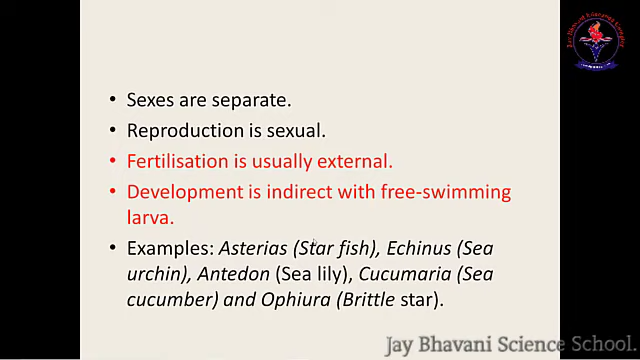 • Sexes are separate.
• Reproduction is sexual.
• Fertilisation is usually external.
• Development is indirect with free-swimming
larva.
• Examples: Asterias (Star fish), Echinus (Sea
urchin), Antedon (Sea lily), Cucumaria (Sea
cucumber) and Ophiura (Brittle star).
Jay Bhavani Science School.